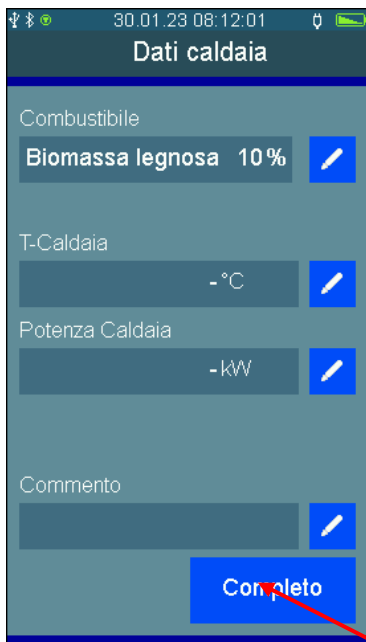 30.01.23 08:12:01
Dati caldaia
Combustibile
Biomassa legnosa 10%
T-Caldaia
-°C
Potenza Caldaia
-kW
Commento
Completo